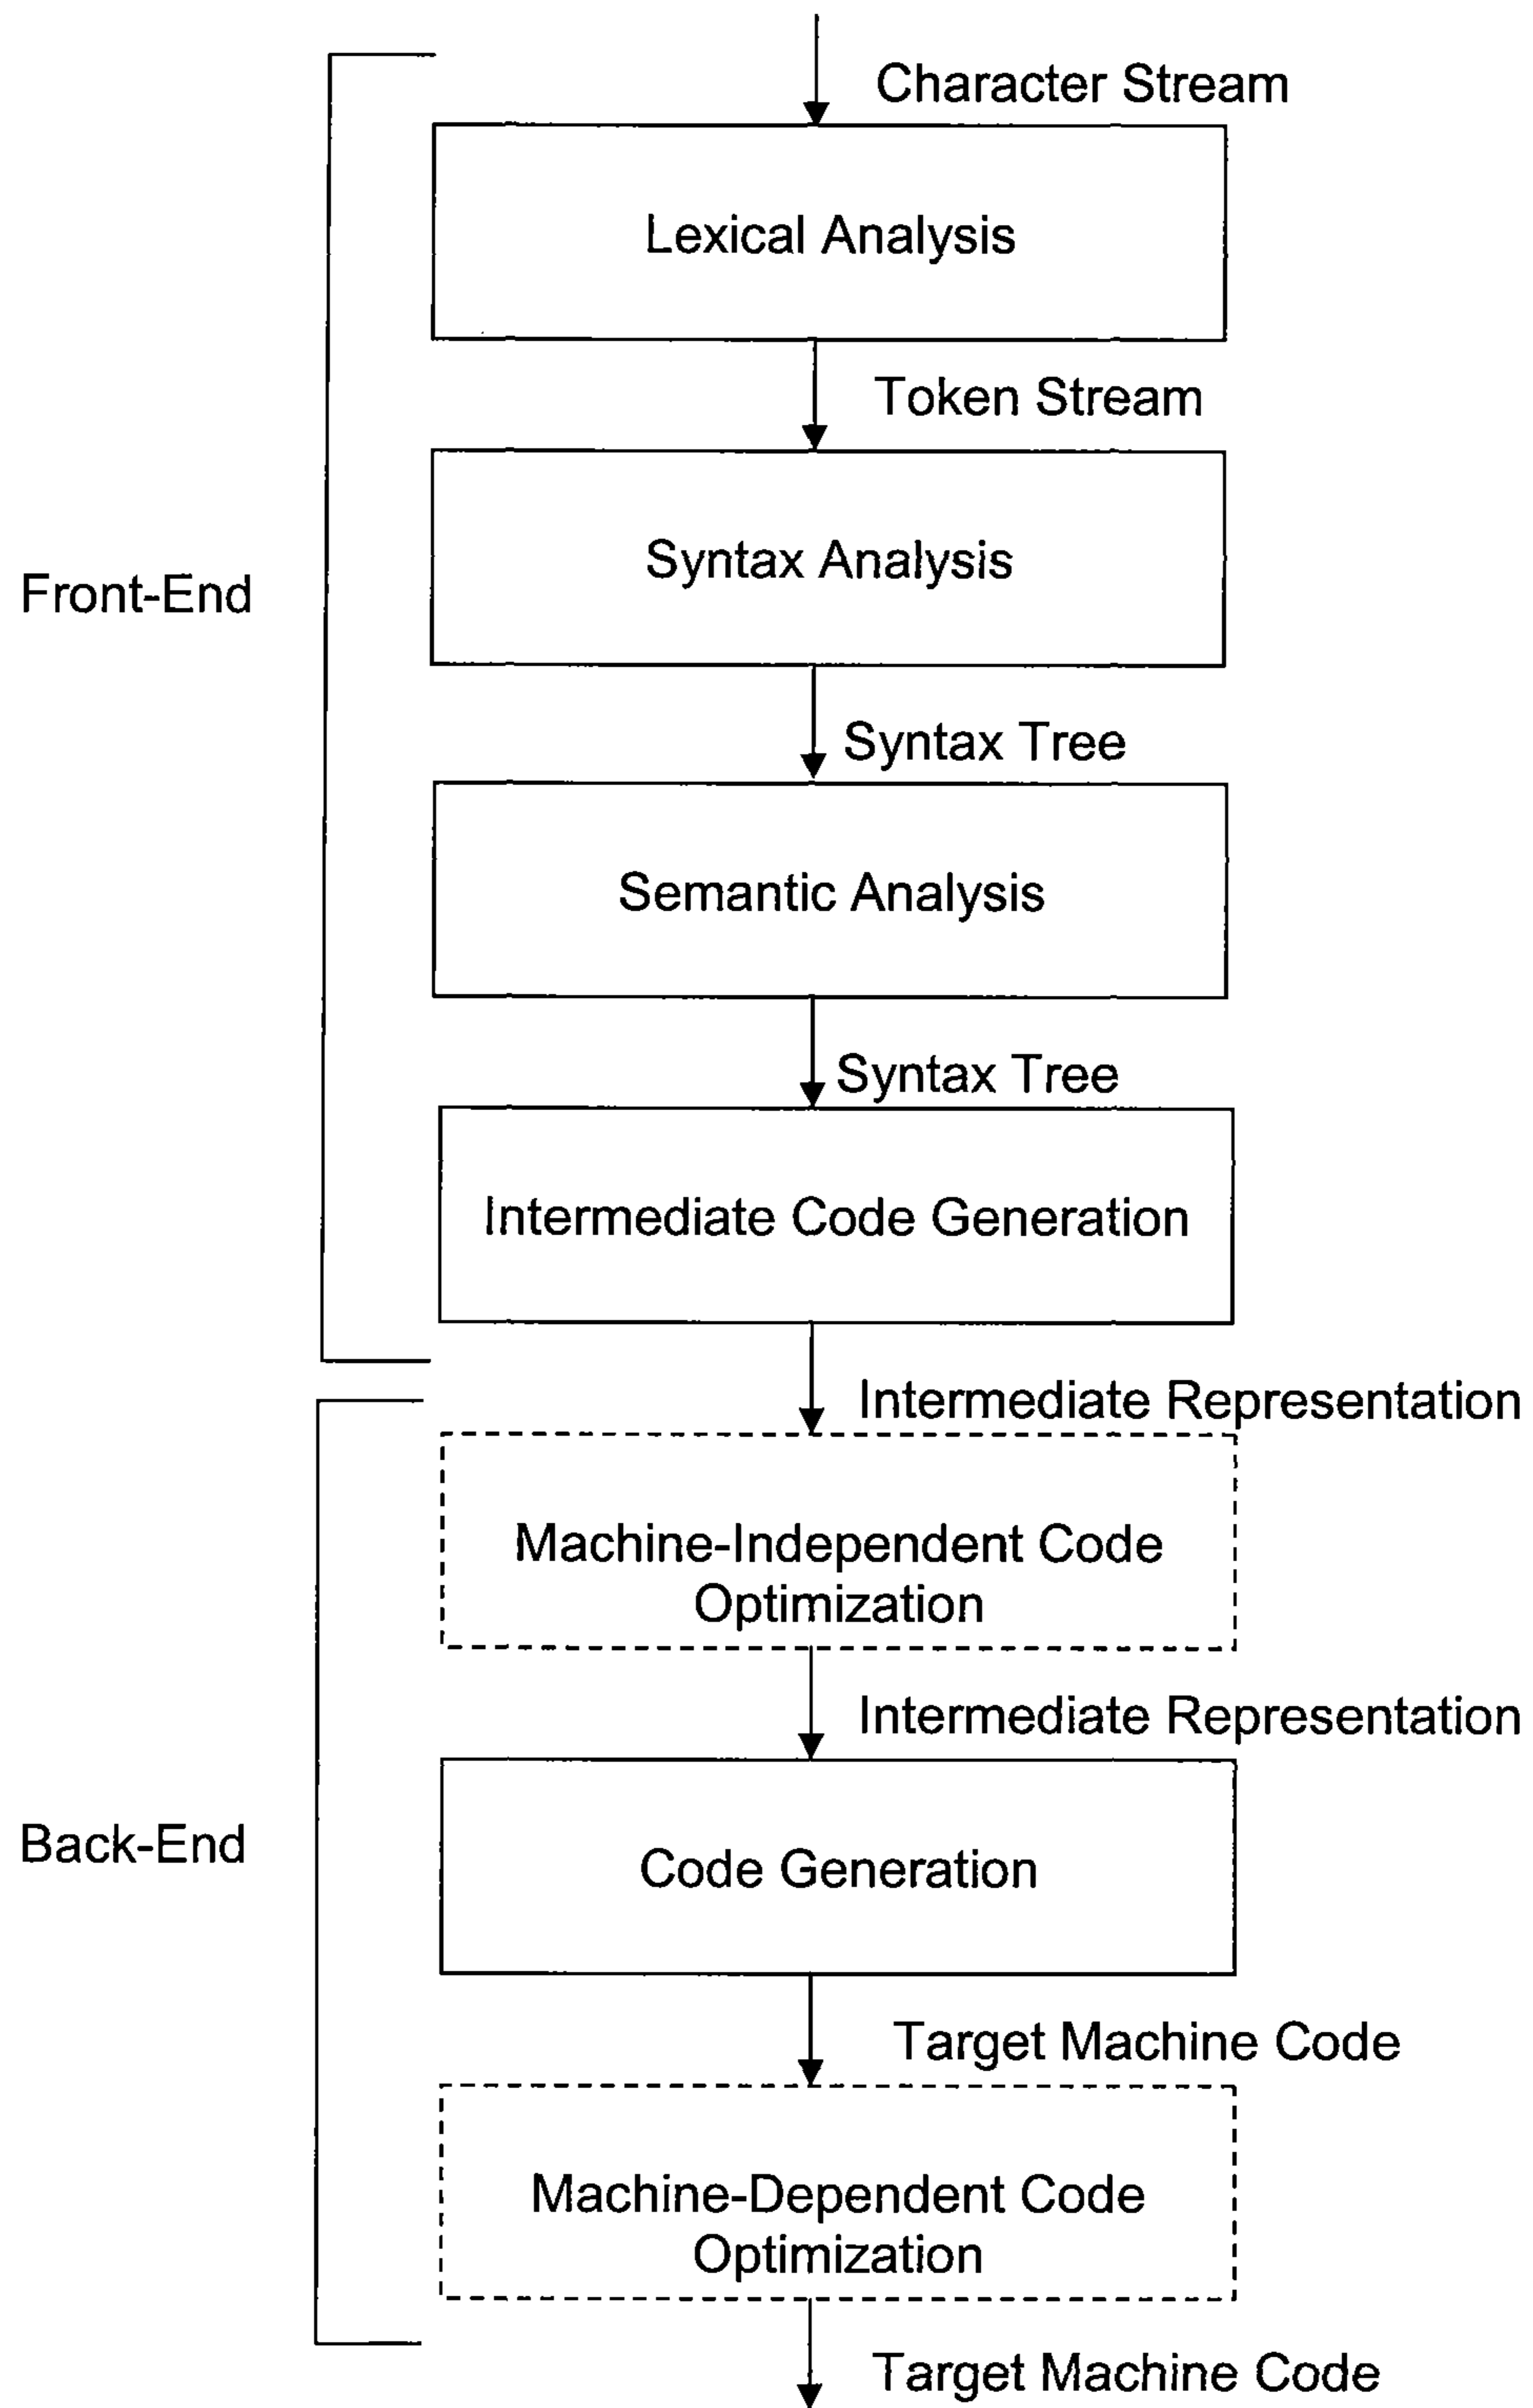 Character Stream
Lexical Analysis
Token Stream
Syntax Analysis
Front-End
Syntax Tree
Semantic Analysis
Syntax Tree
Intermediate Code Generation
Intermediate Representation
Machine-Independent Code
Optimization
Intermediate Representation
Back-End
Code Generation
Target Machine Code
Machine-Dependent Code
Optimization
Target Machine Code